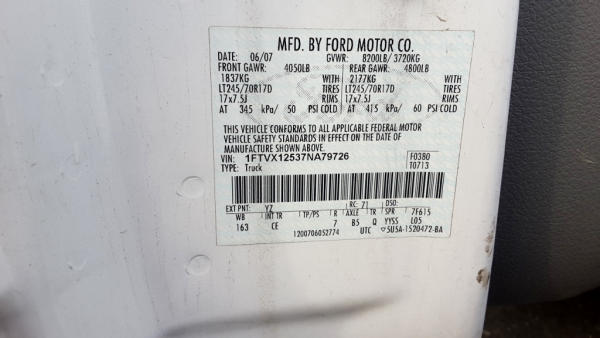 MFD. BY FORD MOTOR CO.
DATE: 06/07 GVWR: 8200LB/ 3720KG
FRONT GAWR: 4050LB REAR GAWR: 4800LB
1837KG WITH 2177KG WITH
LT245/70R17D TIRES LT245/70R17D TIRES
17x7.5J RIMS 17x7.5J RIMS
AT 345 kPa/ 50 PSI COLD AT 415 kPa/ 60 PSI COLD
THIS VEHICLE CONFORMS TO ALL APPLICABLE FEDERAL MOTOR
VEHICLE SAFETY STANDARDS IN EFFECT ON THE DATE OF
MANUFACTURE SHOWN ABOVE.
VIN: 1FTVX12537NA79726 F0380
TYPE: Truck T0713
EXT PNT: YZ RC: 71 DSO:
WB INT TR TP/PS R AXLE TR SPR 7F615
163 CE 7 B5 Q YYSS L05
1200706052774 UTC ▽5U5A-1520472-BA